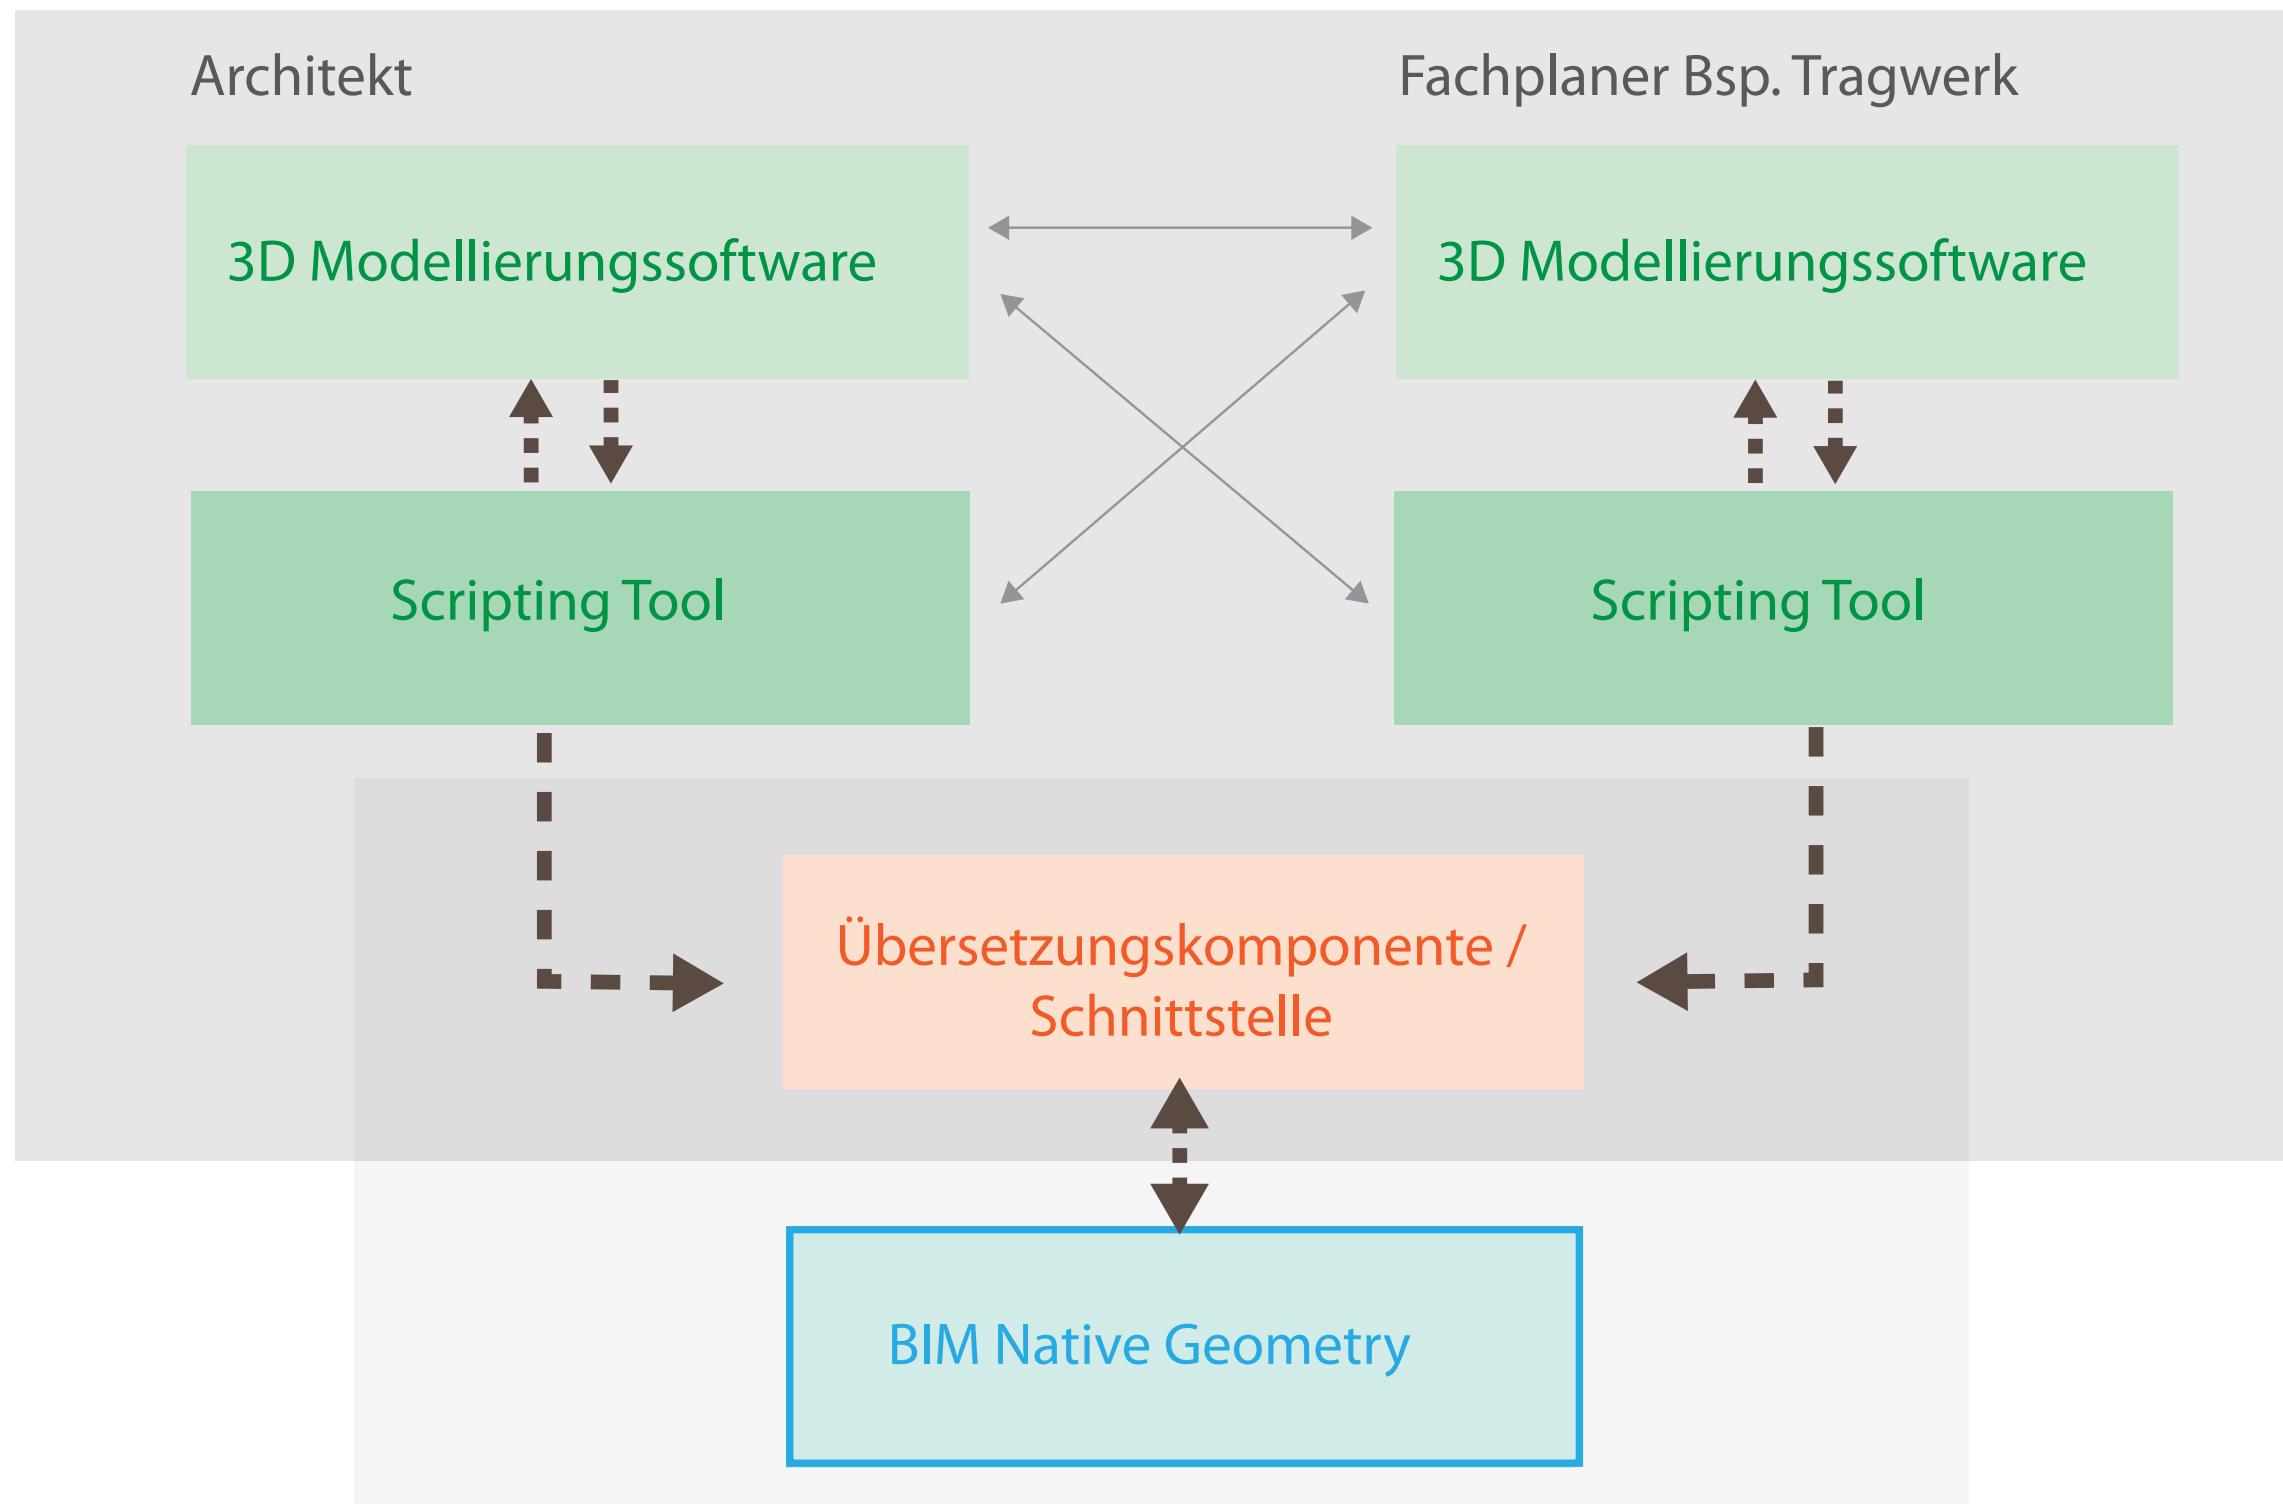 Architekt
Fachplaner Bsp. Tragwerk
3D Modellierungssoftware
3D Modellierungssoftware
Scripting Tool
Scripting Tool
Übersetzungskomponente /
Schnittstelle
BIM Native Geometry